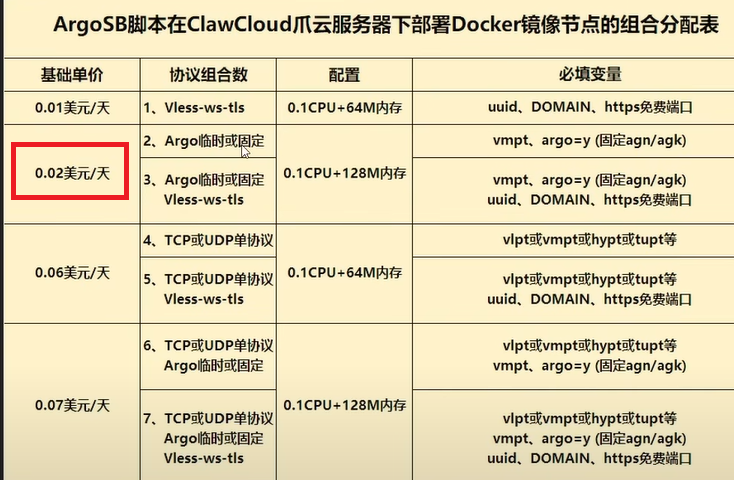 ArgoSB脚本在ClawCloud爪云服务器下部署Docker镜像节点的组合分配表
基础单价 协议组合数 配置 必填变量
0.01美元/天 1、Vless-ws-tls 0.1CPU+64M内存 uuid、DOMAIN、https免费端口
0.02美元/天 2、Argo临时或固定 0.1CPU+128M内存 vmpt、argo=y (固定agn/agk)
3、Argo临时或固定 vmpt、argo=y (固定agn/agk)
Vless-ws-tls uuid、DOMAIN、https免费端口
0.06美元/天 4、TCP或UDP单协议 0.1CPU+64M内存 vlpt或vmpt或hypt或tupt等
5、TCP或UDP单协议 vlpt或vmpt或hypt或tupt等
Vless-ws-tls uuid、DOMAIN、https免费端口
0.07美元/天 6、TCP或UDP单协议 0.1CPU+128M内存 vlpt或vmpt或hypt或tupt等
Argo临时或固定 vmpt、argo=y (固定agn/agk)
7、TCP或UDP单协议 vlpt或vmpt或hypt或tupt等
Argo临时或固定 vmpt、argo=y (固定agn/agk)
Vless-ws-tls uuid、DOMAIN、https免费端口